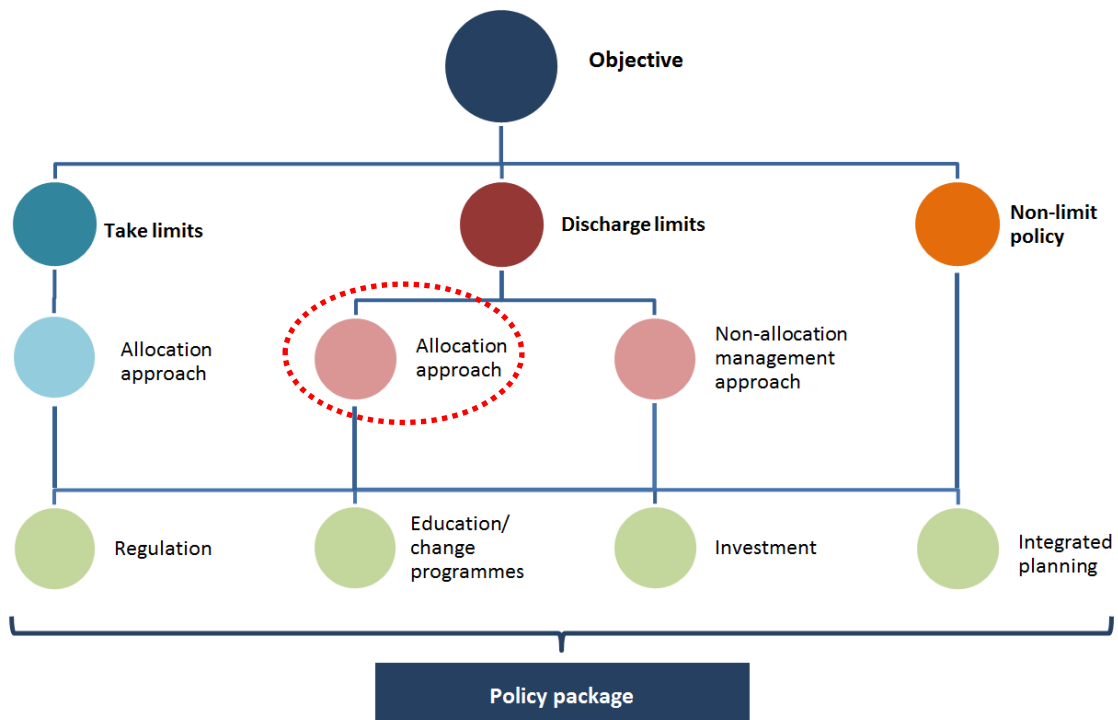 Objective
Take limits
Discharge limits
Non-limit
policy
Allocation
approach
Allocation
approach
Non-allocation
management
approach
Regulation
Education/
change
programmes
Investment
Integrated
planning
Policy package